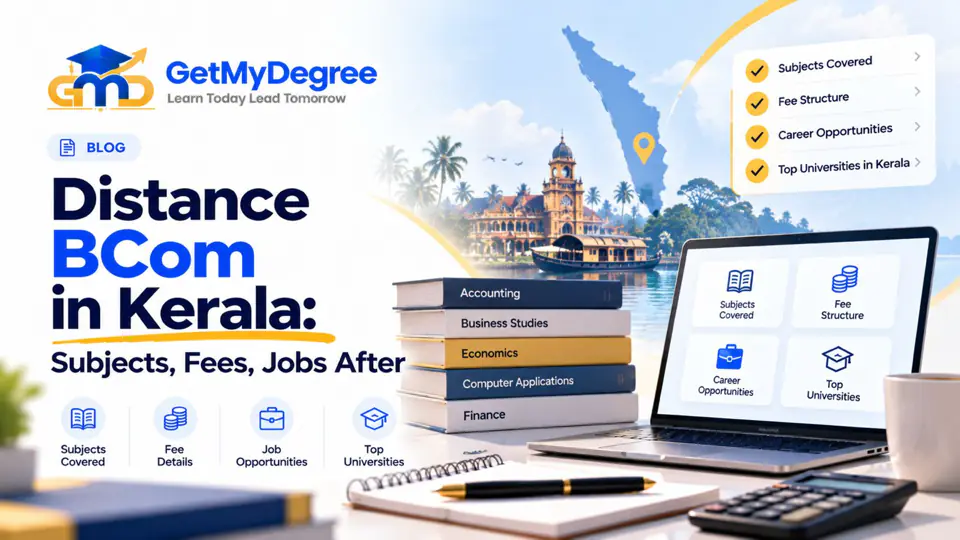 GMD
GetMyDegree
Learn Today Lead Tomorrow
BLOG
Distance
BCom
in Kerala:
Subjects, Fees, Jobs After
Subjects
Covered
Fee
Details
Job
Opportunities
Top
Universities
Subjects Covered
Fee Structure
Career Opportunities
Top Universities in Kerala
Accounting
Business Studies
Economics
Computer Applications
Finance
Subjects
Covered
Fee
Structure
Career
Opportunities
Top
Universities